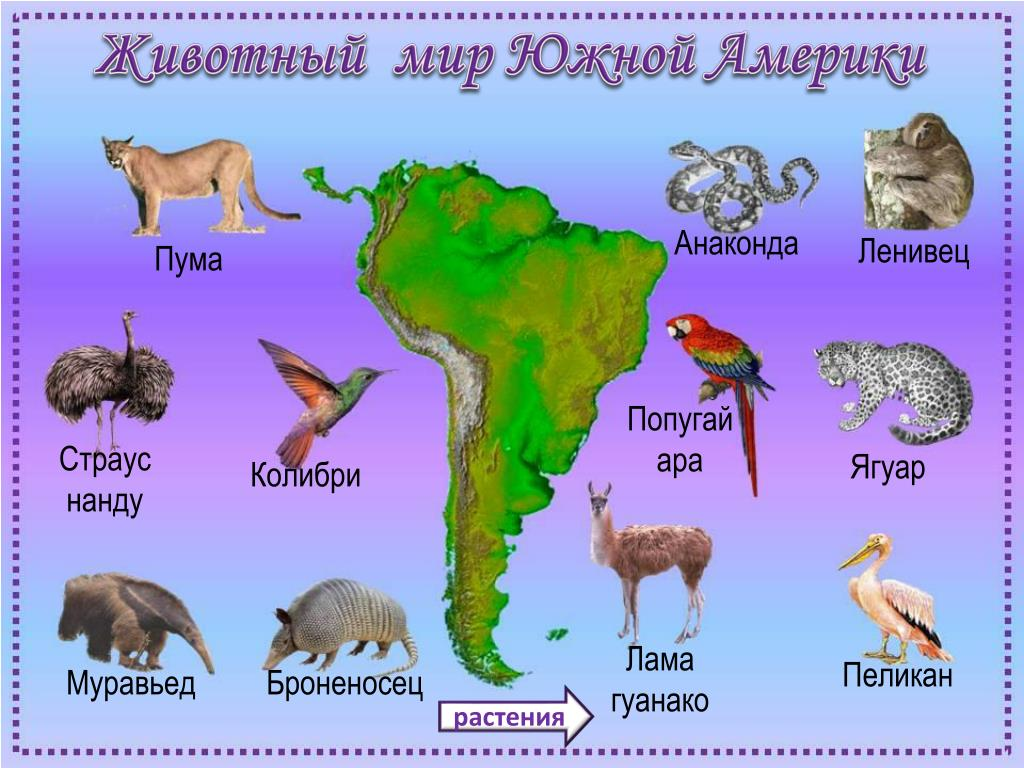 Животный мир Южной Америки
Пума
Анаконда
Ленивец
Страус
нанду
Колибри
Попугай
ара
Ягуар
Муравьед
Броненосец
Лама
гуанако
Пеликан
растения